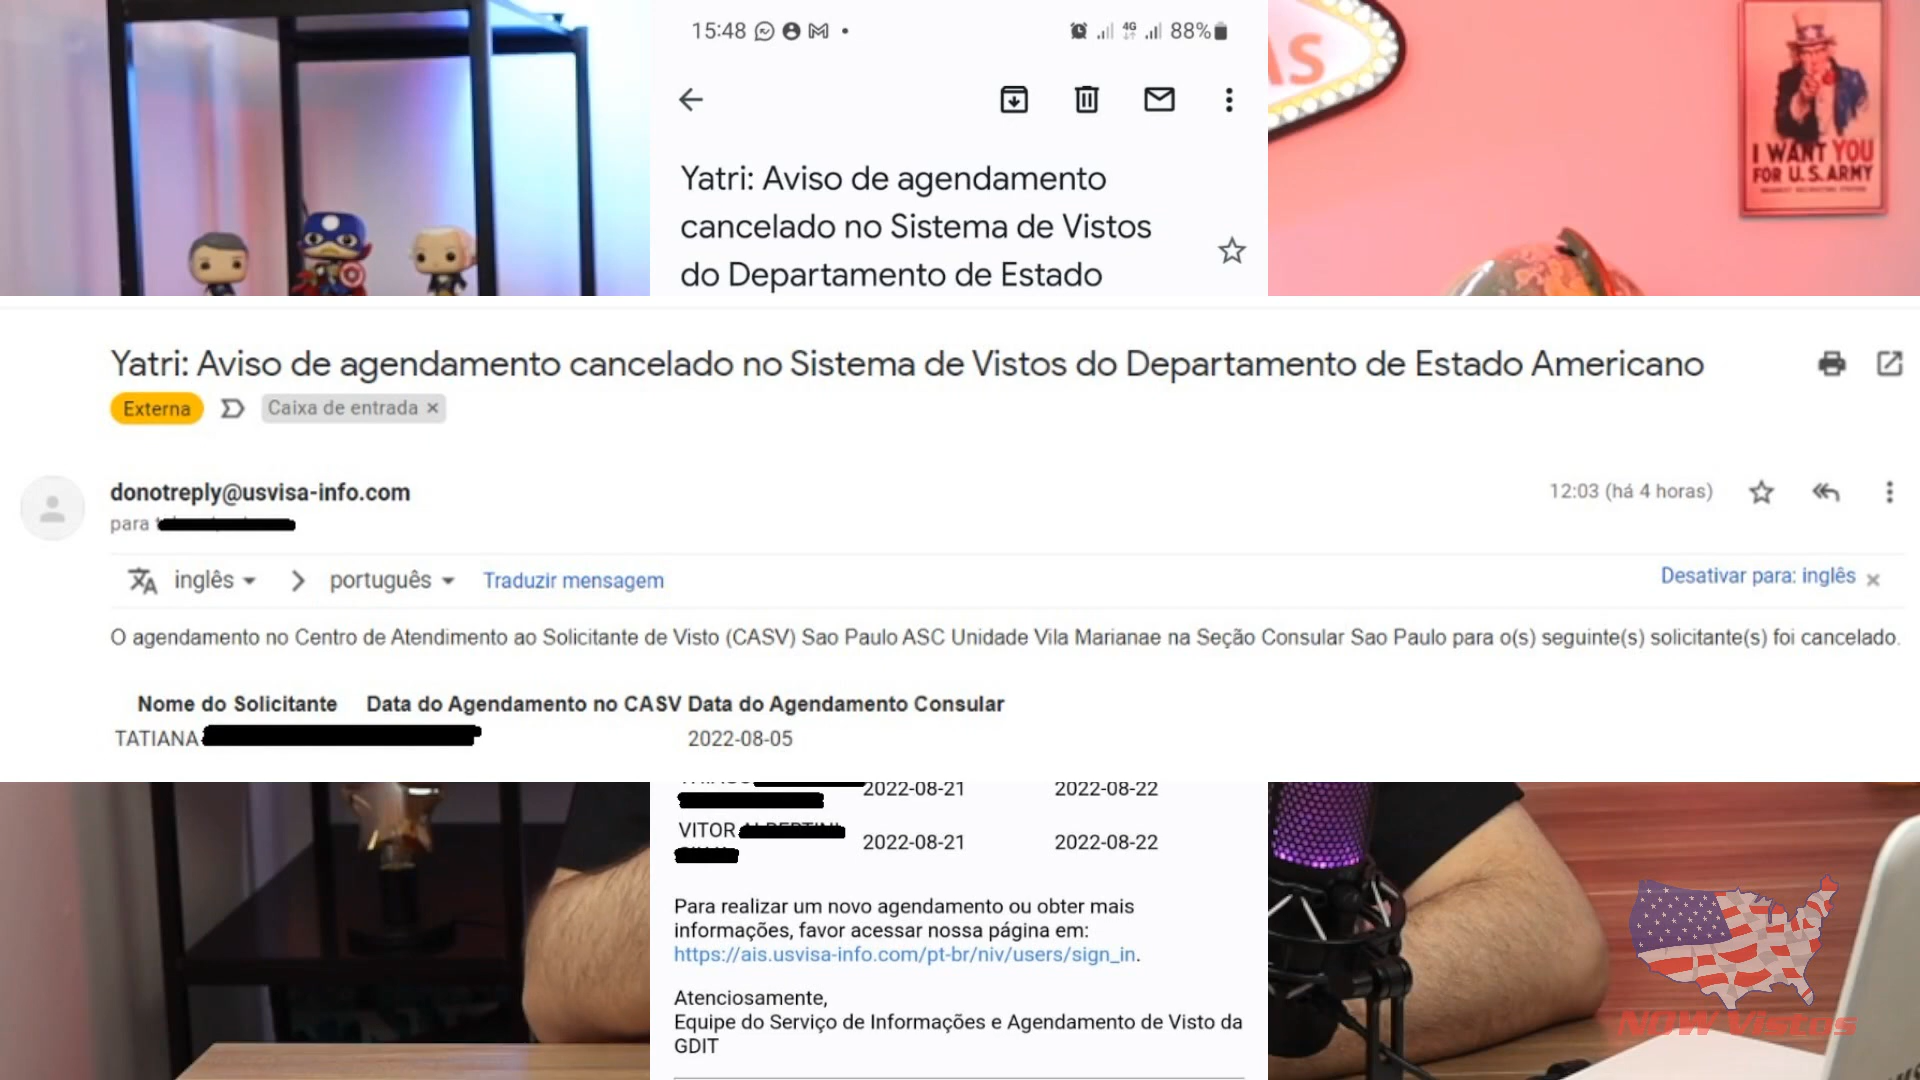 15:48
4G
88%
AS
I WANT YOU
FOR U.S. ARMY
Yatri: Aviso de agendamento
cancelado no Sistema de Vistos
do Departamento de Estado
Yatri: Aviso de agendamento cancelado no Sistema de Vistos do Departamento de Estado Americano
Externa
Caixa de entrada ×
donotreply@usvisa-info.com
12:03 (há 4 horas)
para
inglês > português Traduzir mensagem
Desativar para: inglês ×
O agendamento no Centro de Atendimento ao Solicitante de Visto (CASV) Sao Paulo ASC Unidade Vila Marianae na Seção Consular Sao Paulo para o(s) seguinte(s) solicitante(s) foi cancelado.
Nome do Solicitante Data do Agendamento no CASV Data do Agendamento Consular
TATIANA 2022-08-05
2022-08-21 2022-08-22
VITOR 2022-08-21 2022-08-22
Para realizar um novo agendamento ou obter mais
informações, favor acessar nossa página em:
https://ais.usvisa-info.com/pt-br/niv/users/sign_in.
Atenciosamente,
Equipe do Serviço de Informações e Agendamento de Visto da
GDIT
NOW Vistos